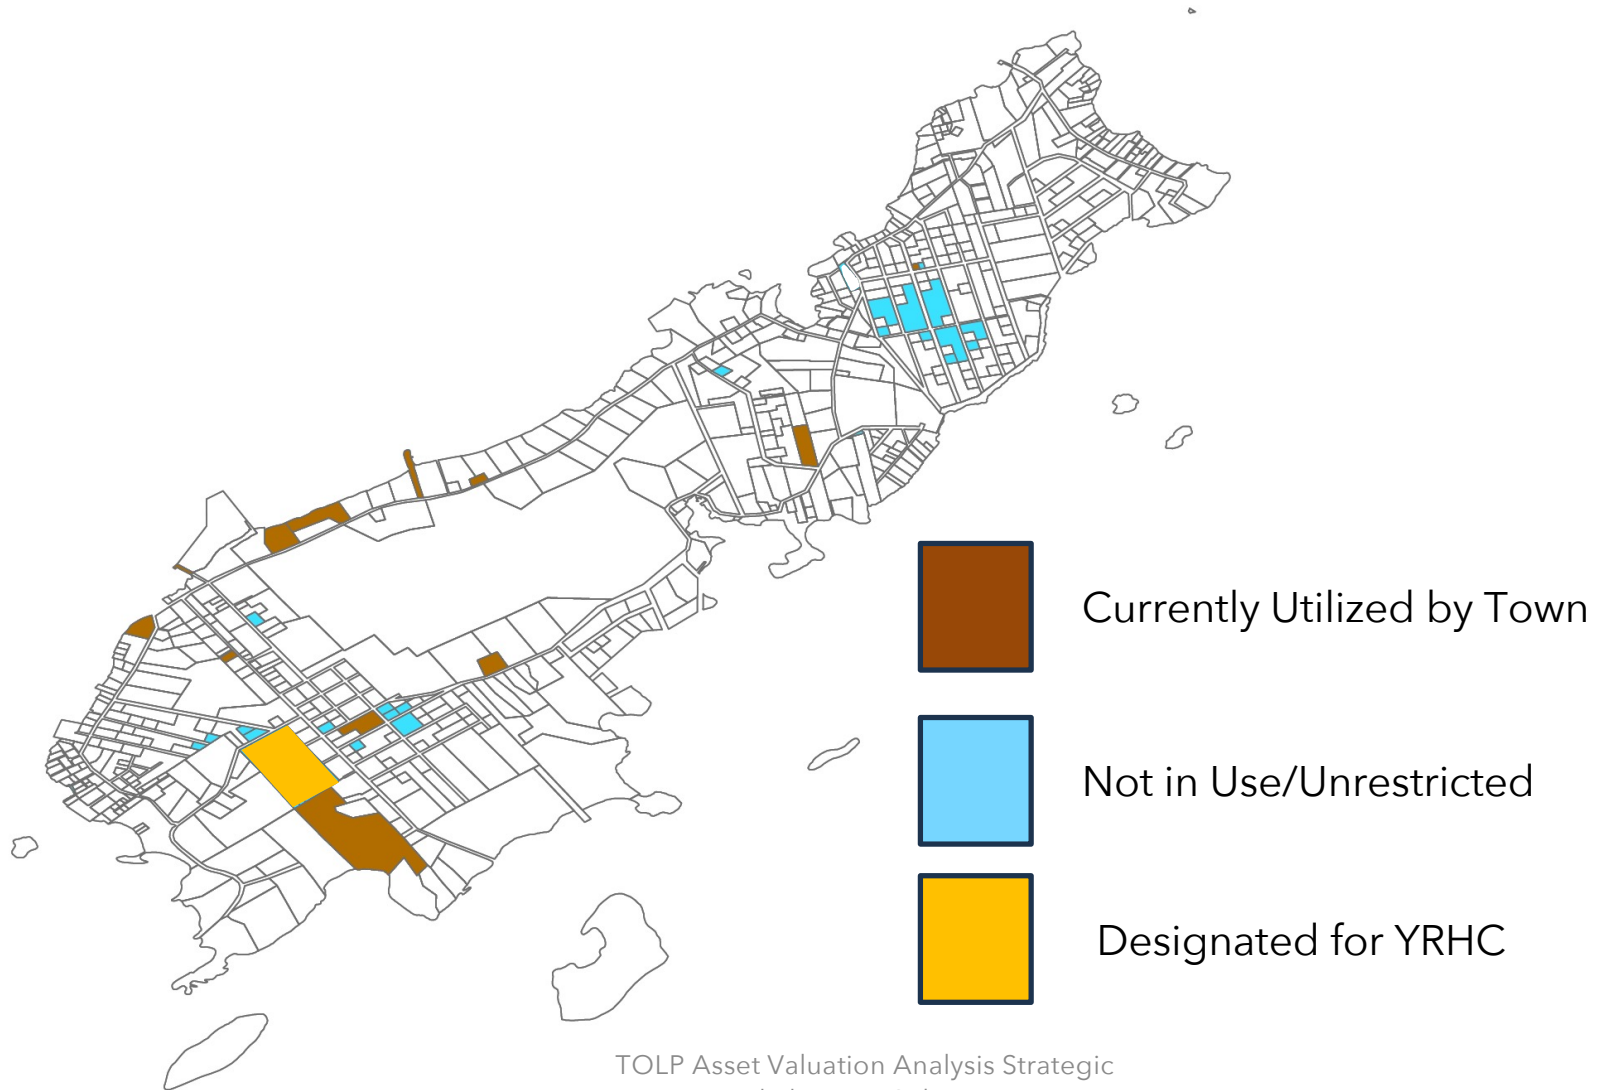 Currently Utilized by Town
Not in Use/Unrestricted
Designated for YRHC
TOLP Asset Valuation Analysis Strategic